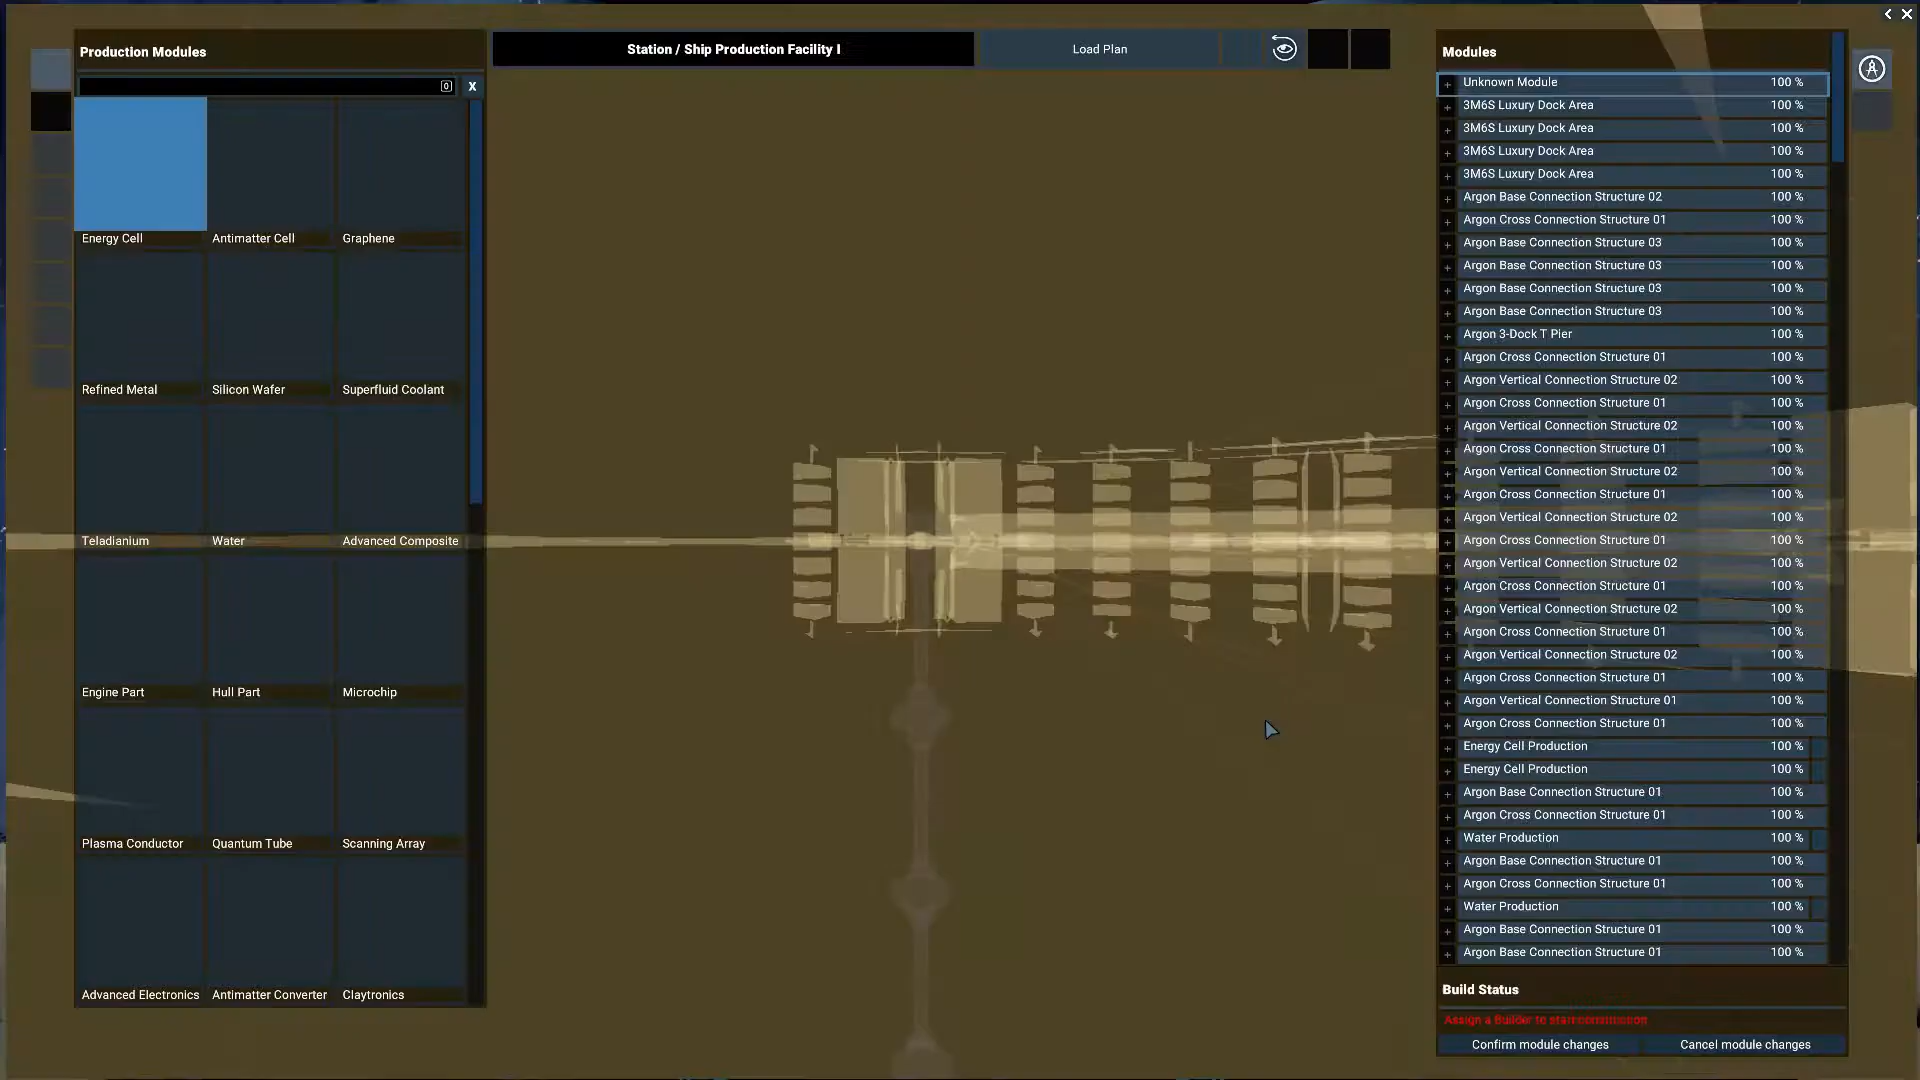 Production Modules
0
X
Energy Cell
Antimatter Cell
Graphene
Refined Metal
Silicon Wafer
Superfluid Coolant
Teladianium
Water
Advanced Composite
Engine Part
Hull Part
Microchip
Plasma Conductor
Quantum Tube
Scanning Array
Advanced Electronics
Antimatter Converter
Claytronics
Station / Ship Production Facility I
Load Plan
Modules
+ Unknown Module 100 %
+ 3M6S Luxury Dock Area 100 %
+ 3M6S Luxury Dock Area 100 %
+ 3M6S Luxury Dock Area 100 %
+ 3M6S Luxury Dock Area 100 %
+ Argon Base Connection Structure 02 100 %
+ Argon Cross Connection Structure 01 100 %
+ Argon Base Connection Structure 03 100 %
+ Argon Base Connection Structure 03 100 %
+ Argon Base Connection Structure 03 100 %
+ Argon Base Connection Structure 03 100 %
+ Argon 3-Dock T Pier 100 %
+ Argon Cross Connection Structure 01 100 %
+ Argon Vertical Connection Structure 02 100 %
+ Argon Cross Connection Structure 01 100 %
+ Argon Vertical Connection Structure 02 100 %
+ Argon Cross Connection Structure 01 100 %
+ Argon Vertical Connection Structure 02 100 %
+ Argon Cross Connection Structure 01 100 %
+ Argon Vertical Connection Structure 02 100 %
+ Argon Cross Connection Structure 01 100 %
+ Argon Vertical Connection Structure 02 100 %
+ Argon Cross Connection Structure 01 100 %
+ Argon Vertical Connection Structure 02 100 %
+ Argon Cross Connection Structure 01 100 %
+ Argon Vertical Connection Structure 02 100 %
+ Argon Cross Connection Structure 01 100 %
+ Argon Vertical Connection Structure 01 100 %
+ Argon Cross Connection Structure 01 100 %
+ Energy Cell Production 100 %
+ Energy Cell Production 100 %
+ Argon Base Connection Structure 01 100 %
+ Argon Cross Connection Structure 01 100 %
+ Water Production 100 %
+ Argon Base Connection Structure 01 100 %
+ Argon Cross Connection Structure 01 100 %
+ Water Production 100 %
+ Argon Base Connection Structure 01 100 %
+ Argon Base Connection Structure 01 100 %
Build Status
Assign a Builder to start construction
Confirm module changes
Cancel module changes